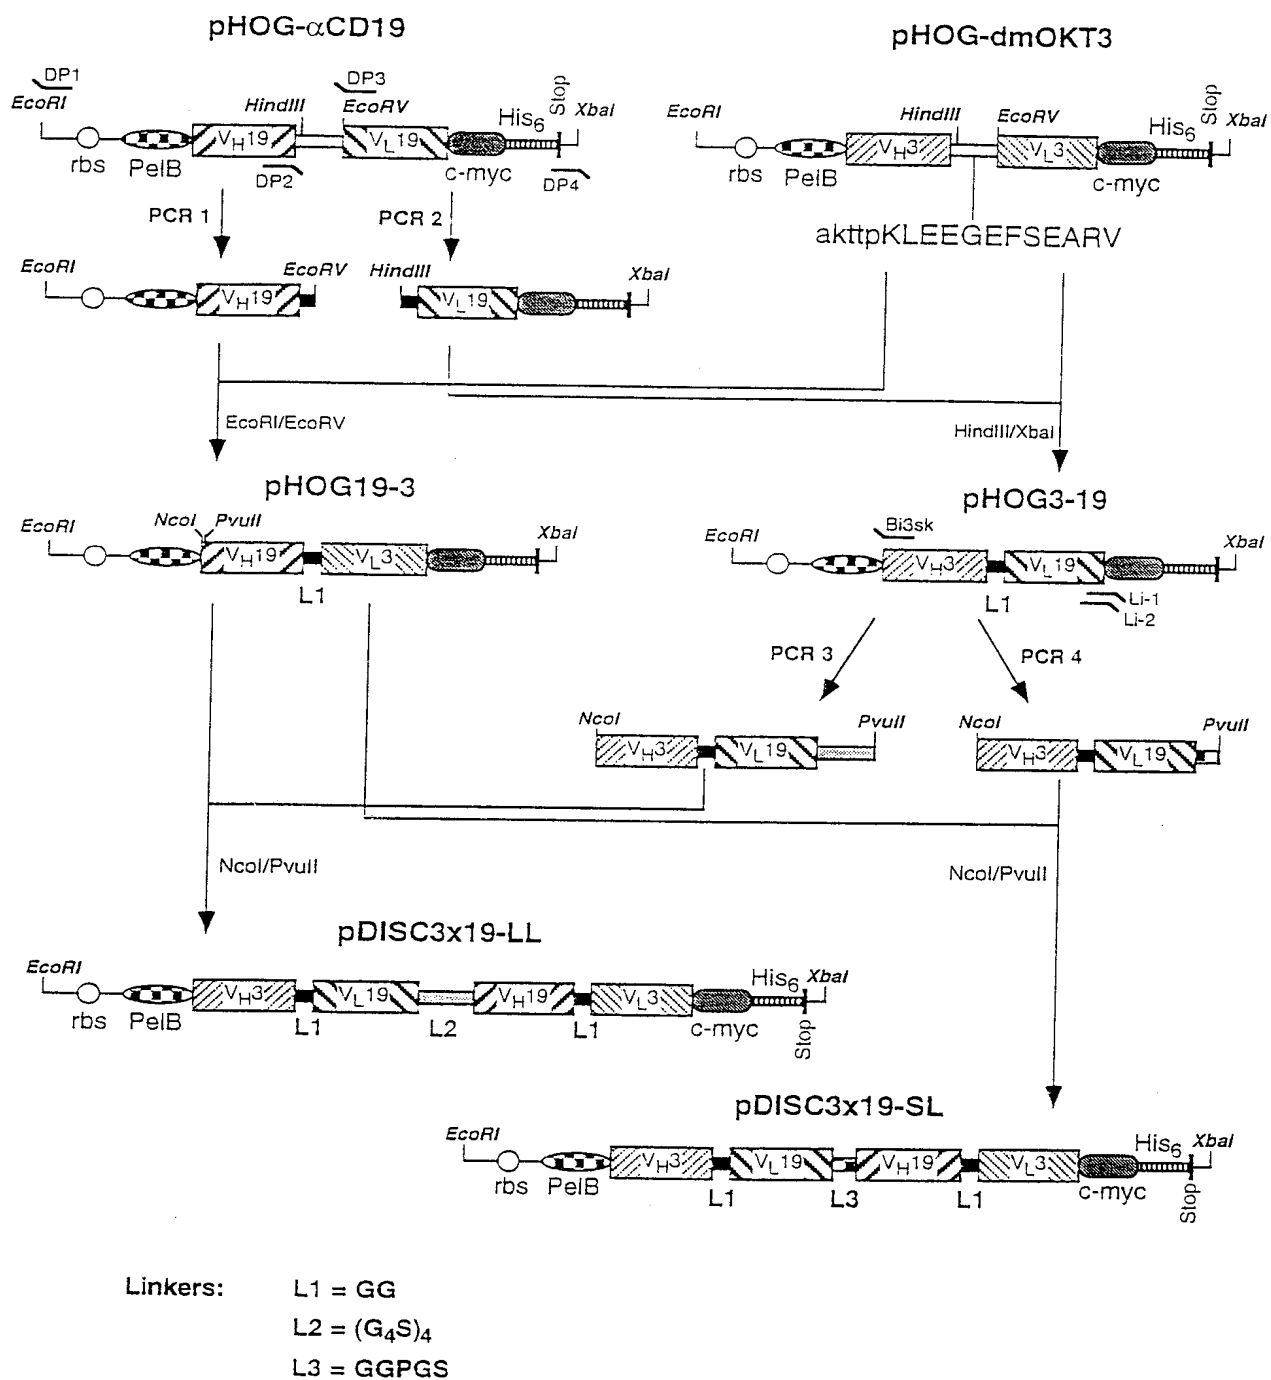 pHOG-αCD19
pHOG-dmOKT3
DP1
DP3
EcoRI
HindIII
EcoRV
His6
Stop
XbaI
VH19
VL19
rbs
PelB
DP2
c-myc
DP4
EcoRI
HindIII
EcoRV
His6
Stop
XbaI
VH3
VL3
rbs
PelB
c-myc
PCR 1
PCR 2
akttpKLEEGEFSEARV
EcoRI
EcoRV
HindIII
XbaI
VH19
VL19
EcoRI/EcoRV
HindIII/XbaI
pHOG19-3
pHOG3-19
EcoRI
NcoI
PvuII
XbaI
VH19
VL3
L1
EcoRI
Bi3sk
XbaI
VH3
VL19
L1
Li-1
Li-2
PCR 3
PCR 4
NcoI
PvuII
VH3
VL19
NcoI
PvuII
VH3
VL19
NcoI/PvuII
NcoI/PvuII
pDISC3x19-LL
EcoRI
His6
XbaI
VH3
VL19
VH19
VL3
rbs
PelB
L1
L2
L1
c-myc
Stop
pDISC3x19-SL
EcoRI
His6
XbaI
VH3
VL19
VH19
VL3
rbs
PelB
L1
L3
L1
c-myc
Stop
Linkers:
L1 = GG
L2 = (G4S)4
L3 = GGPGS